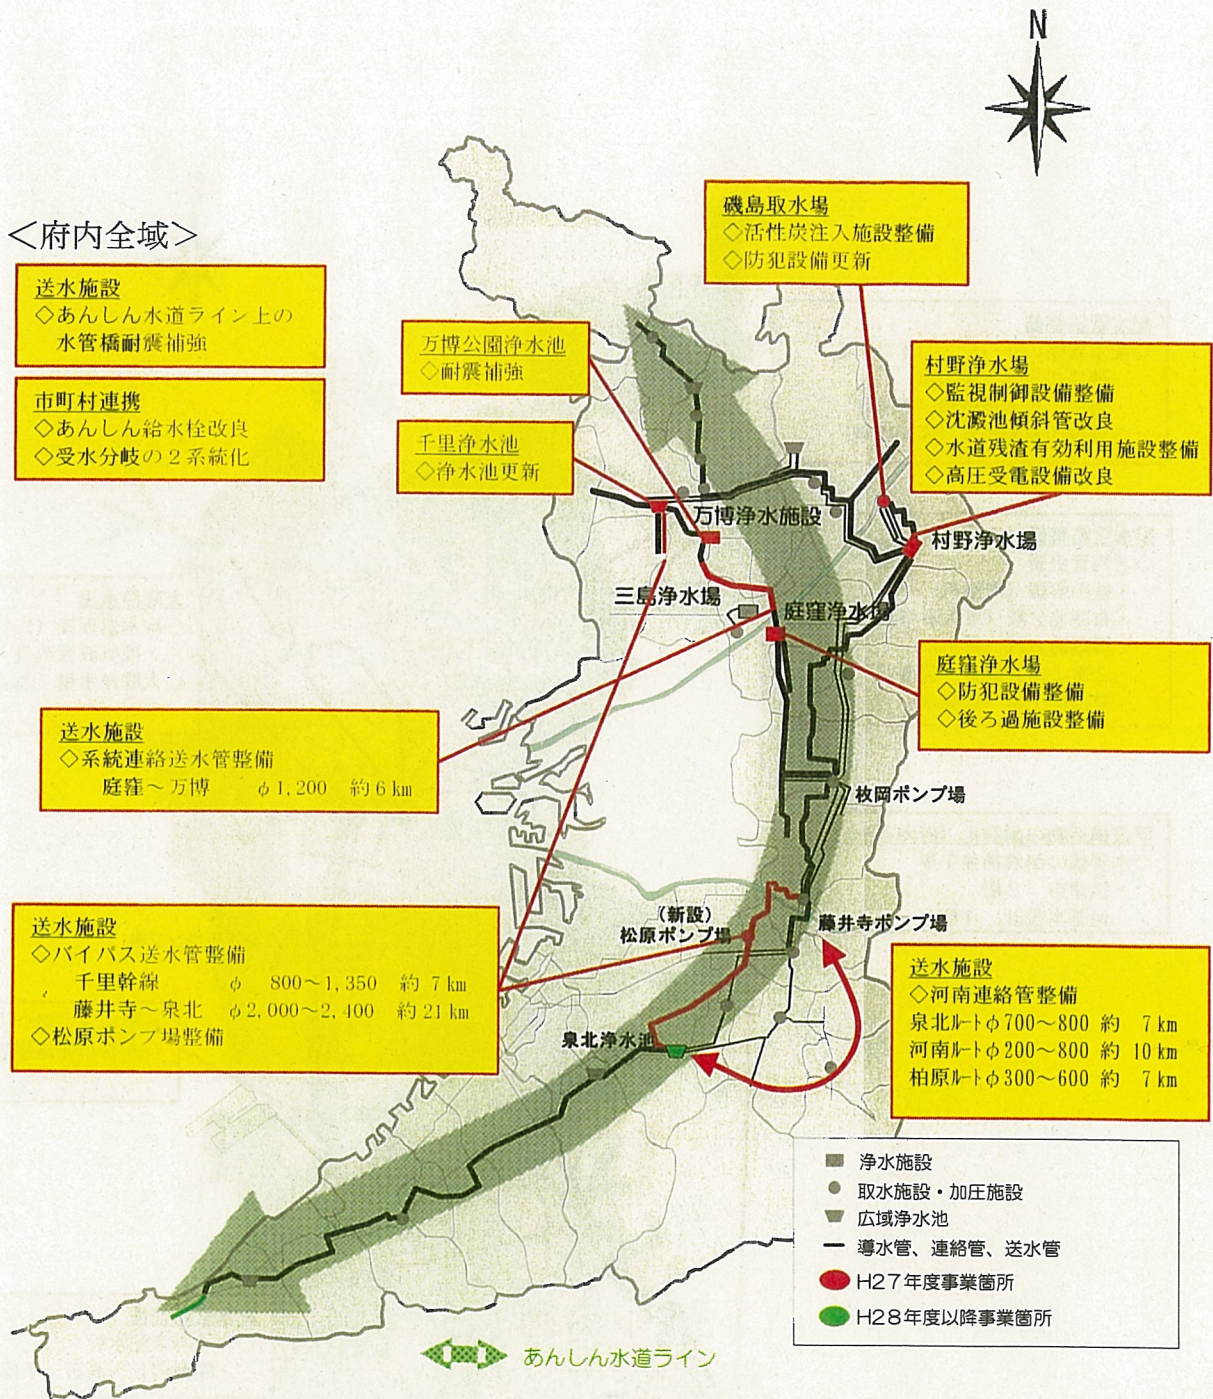 N
<府内全域>
送水施設
◇あんしん水道ライン上の
水管橋耐震補強
市町村連携
◇あんしん給水栓改良
◇受水分岐の2系統化
磯島取水場
◇活性炭注入施設整備
◇防犯設備更新
万博公園浄水池
◇耐震補強
千里浄水池
◇浄水池更新
村野浄水場
◇監視制御設備整備
◇沈澱池傾斜管改良
◇水道残渣有効利用施設整備
◇高圧受電設備改良
万博浄水施設
村野浄水場
三島浄水場
庭窪浄水場
庭窪浄水場
◇防犯設備整備
◇後ろ過施設整備
送水施設
◇系統連絡送水管整備
庭窪～万博 φ1,200 約6km
枚岡ポンプ場
送水施設
◇バイパス送水管整備
千里幹線 φ 800～1,350 約7km
藤井寺～泉北 φ2,000～2,400 約21km
◇松原ポンプ場整備
(新設)
松原ポンプ場
藤井寺ポンプ場
泉北浄水池
送水施設
◇河南連絡管整備
泉北ルートφ700～800 約 7km
河南ルートφ200～800 約 10km
柏原ルートφ300～600 約 7km
浄水施設
取水施設・加圧施設
広域浄水池
導水管、連絡管、送水管
H27年度事業箇所
H28年度以降事業箇所
あんしん水道ライン